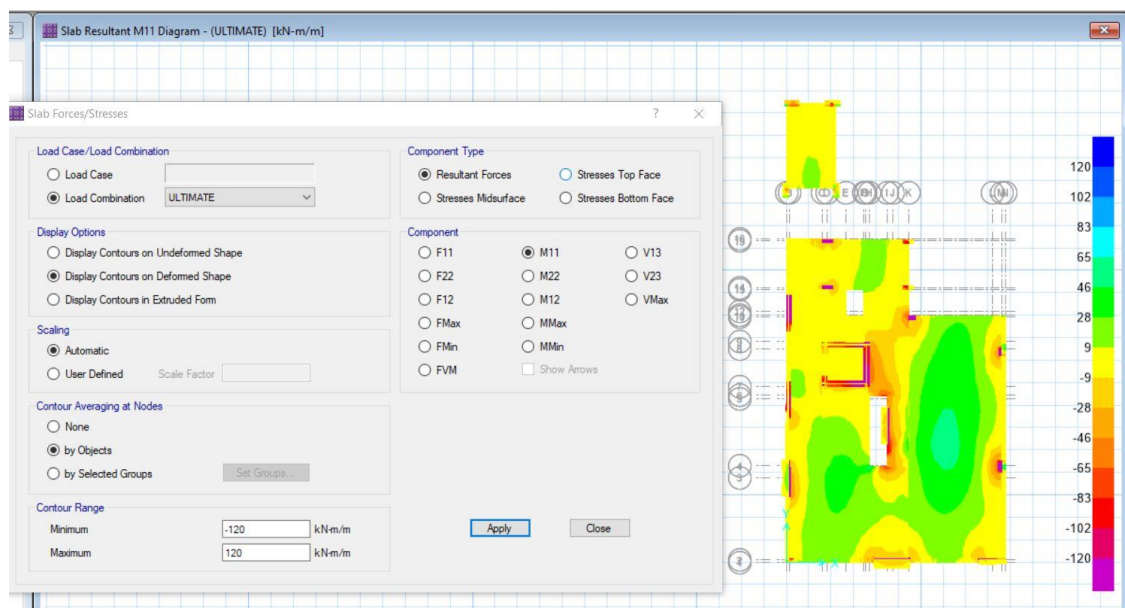 Slab Resultant M11 Diagram - (ULTIMATE) [kN-m/m]
Slab Forces/Stresses
?
Load Case/Load Combination
Load Case
Load Combination
ULTIMATE
Component Type
Resultant Forces
Stresses Top Face
Stresses Midsurface
Stresses Bottom Face
Display Options
Display Contours on Undeformed Shape
Display Contours on Deformed Shape
Display Contours in Extruded Form
Component
F11
M11
V13
F22
M22
V23
F12
M12
VMax
FMax
MMax
FMin
MMin
FVM
Show Arrows
Scaling
Automatic
User Defined
Scale Factor
Contour Averaging at Nodes
None
by Objects
by Selected Groups
Set Groups...
Contour Range
Minimum
-120
kN-m/m
Maximum
120
kN-m/m
Apply
Close
E
I
J
K
Y
X
120
102
83
65
46
28
9
-9
-28
-46
-65
-83
-102
-120